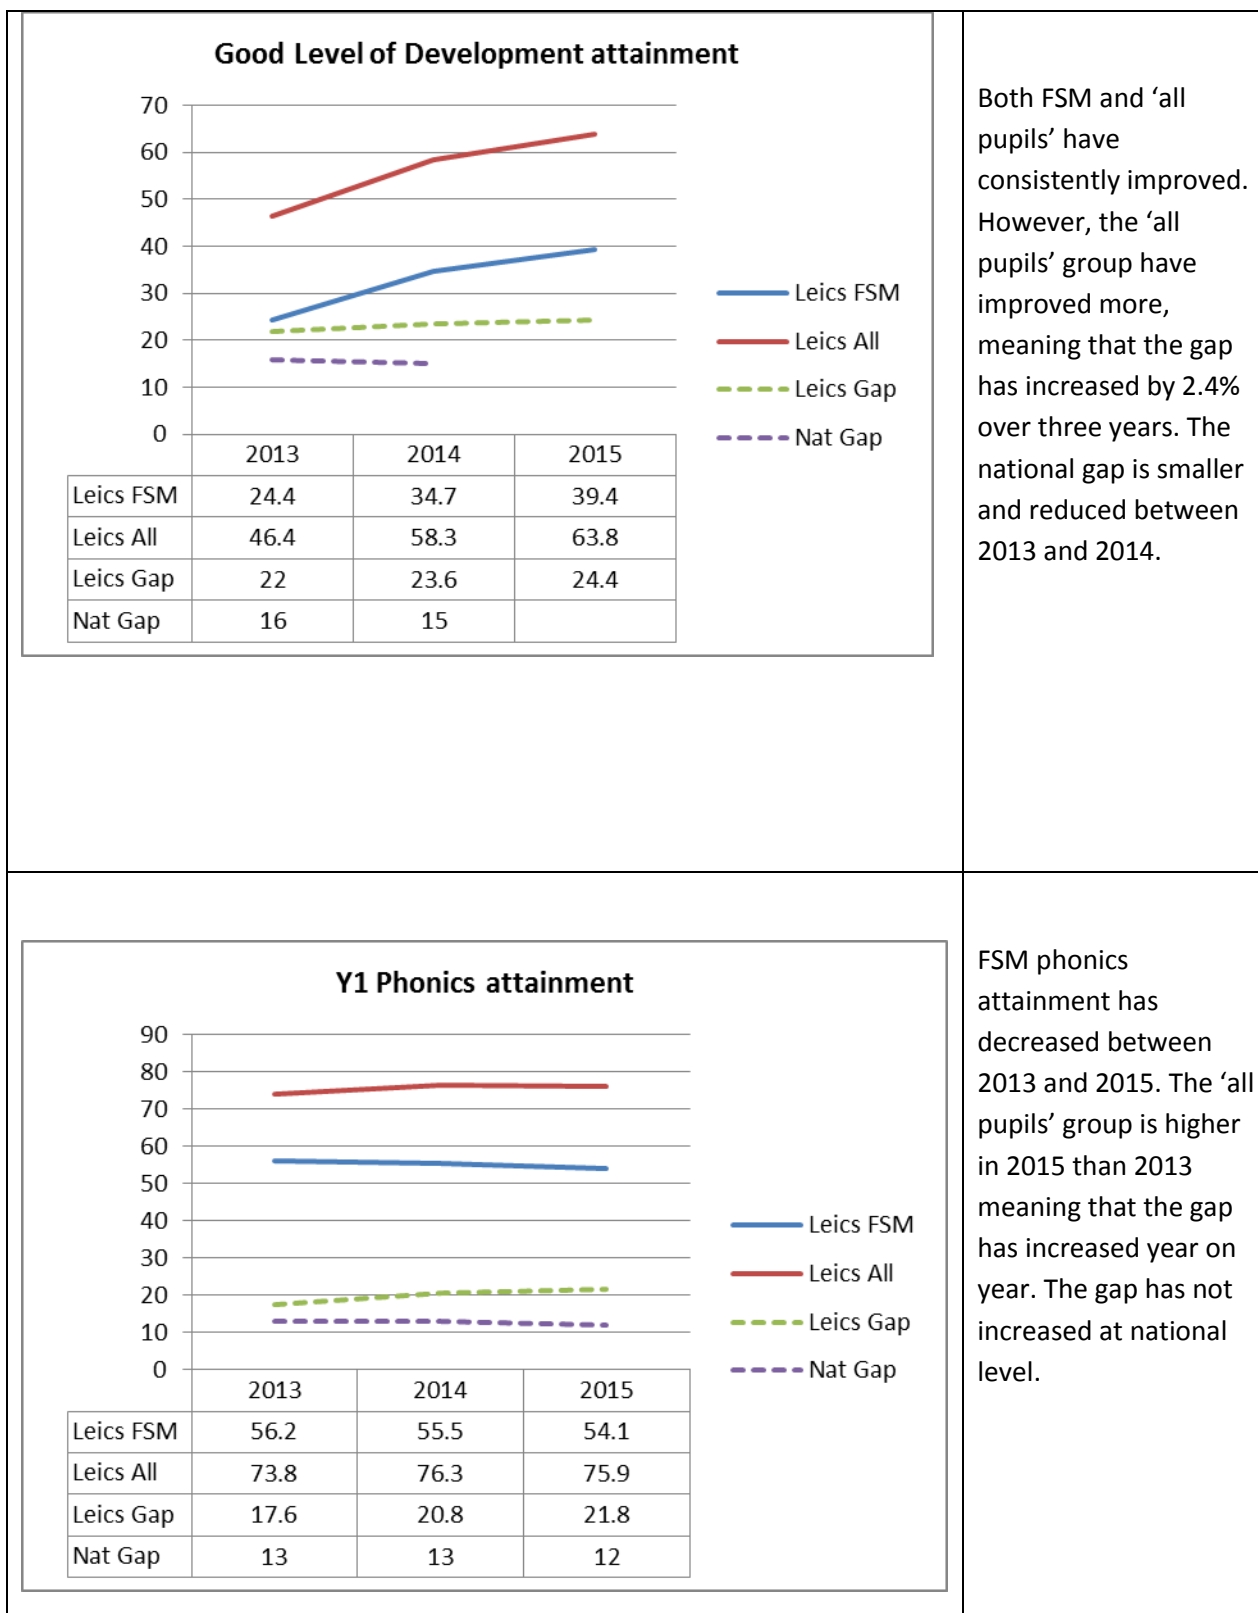 Good Level of Development attainment
70
60
50
40
30
20
10
0
Leics FSM
Leics All
Leics Gap
Nat Gap
2013 2014 2015
Leics FSM 24.4 34.7 39.4
Leics All 46.4 58.3 63.8
Leics Gap 22 23.6 24.4
Nat Gap 16 15
Both FSM and ‘all
pupils’ have
consistently improved.
However, the ‘all
pupils’ group have
improved more,
meaning that the gap
has increased by 2.4%
over three years. The
national gap is smaller
and reduced between
2013 and 2014.
Y1 Phonics attainment
90
80
70
60
50
40
30
20
10
0
Leics FSM
Leics All
Leics Gap
Nat Gap
2013 2014 2015
Leics FSM 56.2 55.5 54.1
Leics All 73.8 76.3 75.9
Leics Gap 17.6 20.8 21.8
Nat Gap 13 13 12
FSM phonics
attainment has
decreased between
2013 and 2015. The ‘all
pupils’ group is higher
in 2015 than 2013
meaning that the gap
has increased year on
year. The gap has not
increased at national
level.